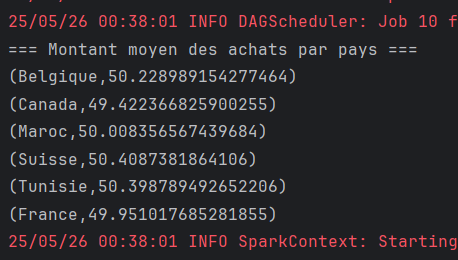 25/05/26 00:38:01 INFO DAGScheduler: Job 10 f
=== Montant moyen des achats par pays ===
(Belgique,50.228989154277464)
(Canada,49.422366825900255)
(Maroc,50.008356567439684)
(Suisse,50.4087381864106)
(Tunisie,50.398789492652206)
(France,49.951017685281855)
25/05/26 00:38:01 INFO SparkContext: Starting